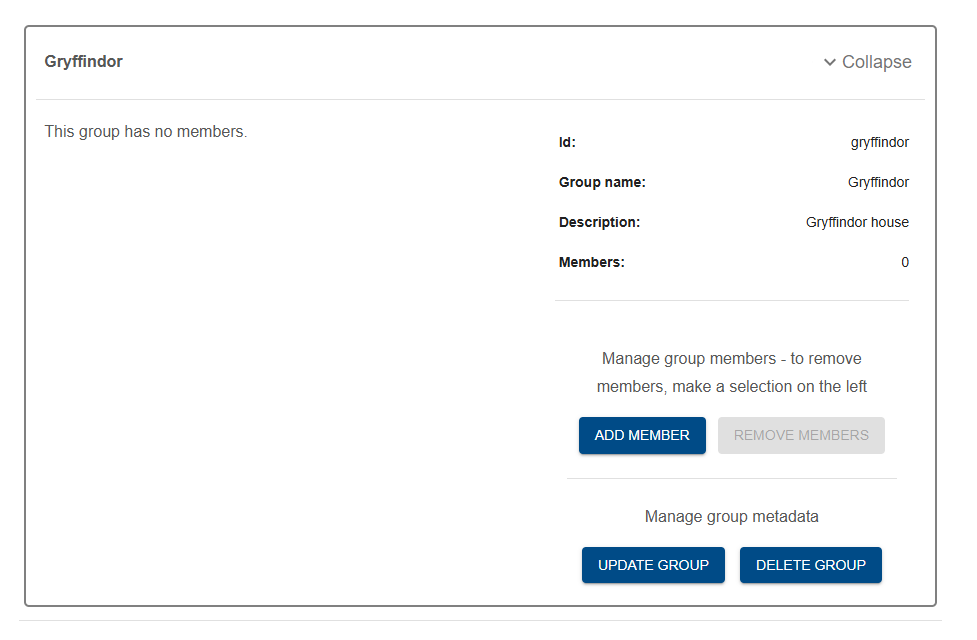 Gryffindor
Collapse
This group has no members.
Id: gryffindor
Group name: Gryffindor
Description: Gryffindor house
Members: 0
Manage group members - to remove
members, make a selection on the left
ADD MEMBER REMOVE MEMBERS
Manage group metadata
UPDATE GROUP DELETE GROUP